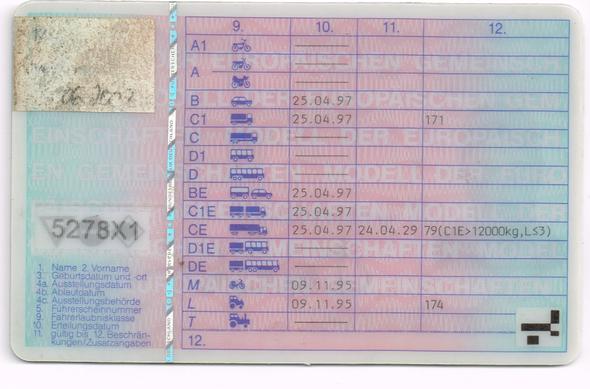 9. 10. 11. 12.
A1
A
B 25.04.97
C1 25.04.97 171
C
D1
D
BE 25.04.97
C1E 25.04.97
CE 25.04.97 24.04.29 79(C1E>12000kg,L≤3)
D1E
DE
M 09.11.95
L 09.11.95 174
T
12.
5278X1
1. Name 2. Vorname
3. Geburtsdatum und -ort
4a. Ausstellungsdatum
4b. Ablaufdatum
4c. Ausstellungsbehörde
5. Führerscheinnummer
9. Fahrerlaubnisklasse
10. Erteilungsdatum
11. gültig bis 12. Beschrän-
kungen/Zusatzangaben